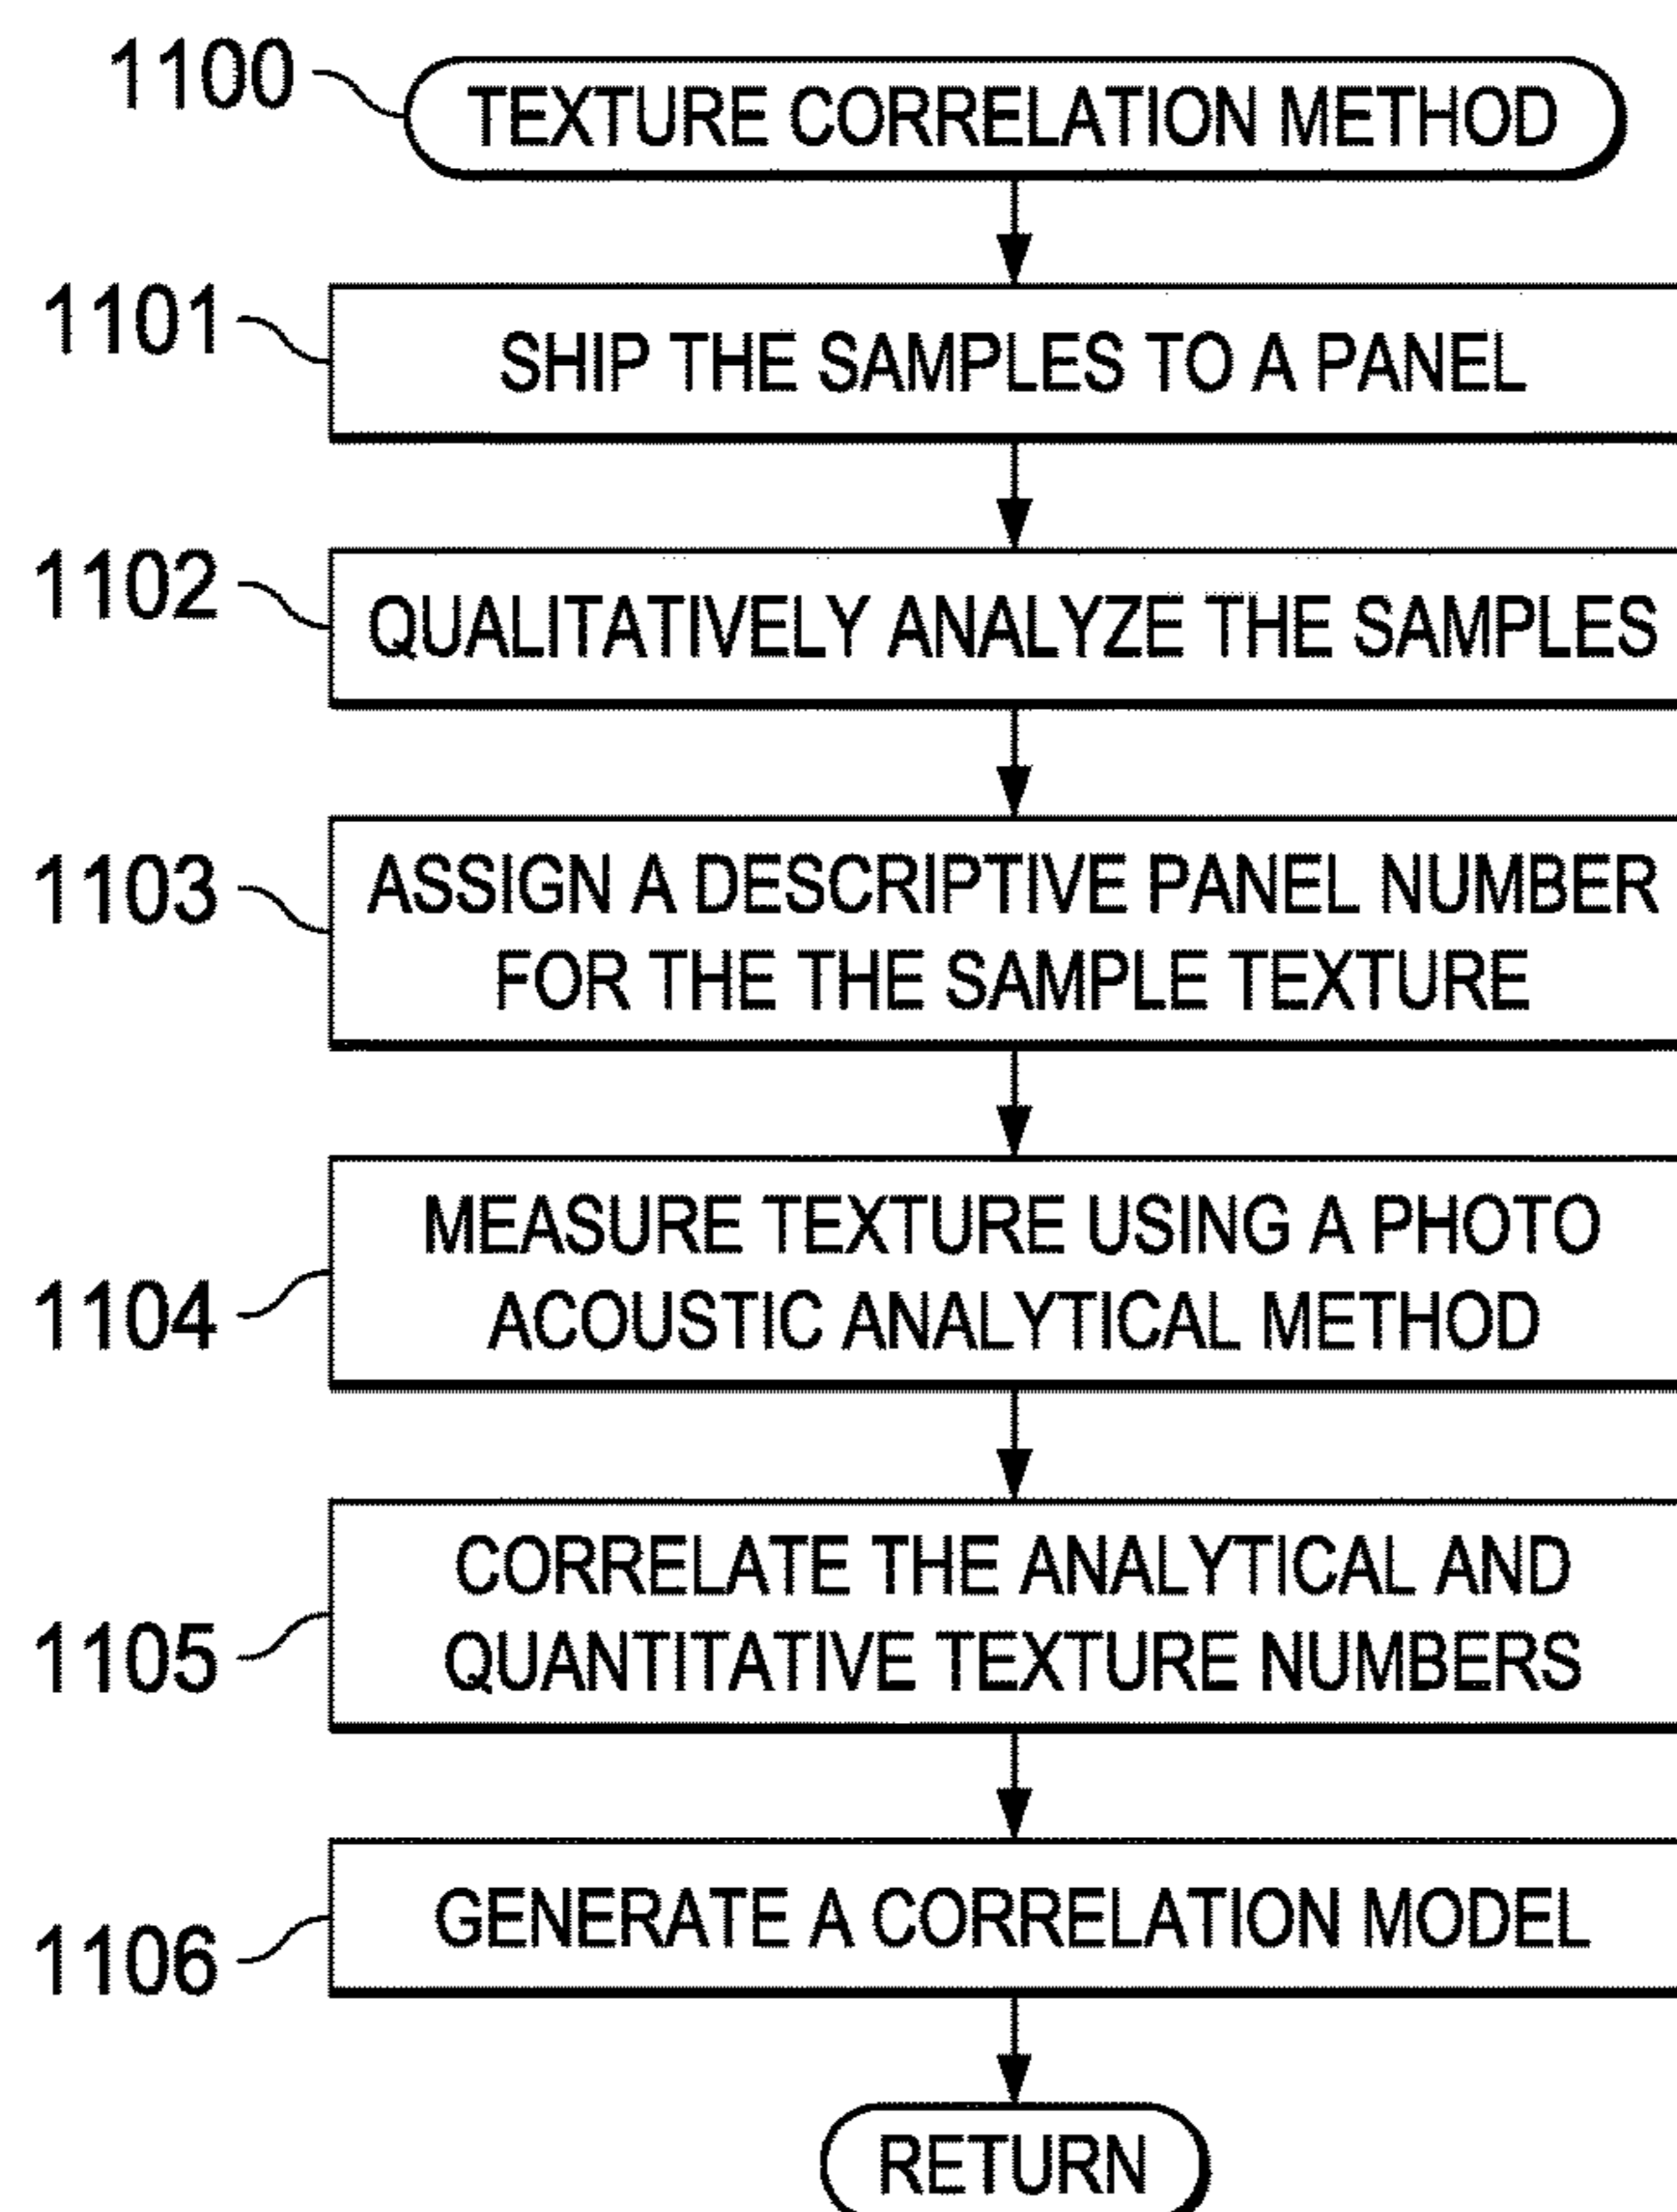 1100
TEXTURE CORRELATION METHOD
1101
SHIP THE SAMPLES TO A PANEL
1102
QUALITATIVELY ANALYZE THE SAMPLES
1103
ASSIGN A DESCRIPTIVE PANEL NUMBER
FOR THE THE SAMPLE TEXTURE
1104
MEASURE TEXTURE USING A PHOTO
ACOUSTIC ANALYTICAL METHOD
1105
CORRELATE THE ANALYTICAL AND
QUANTITATIVE TEXTURE NUMBERS
1106
GENERATE A CORRELATION MODEL
RETURN